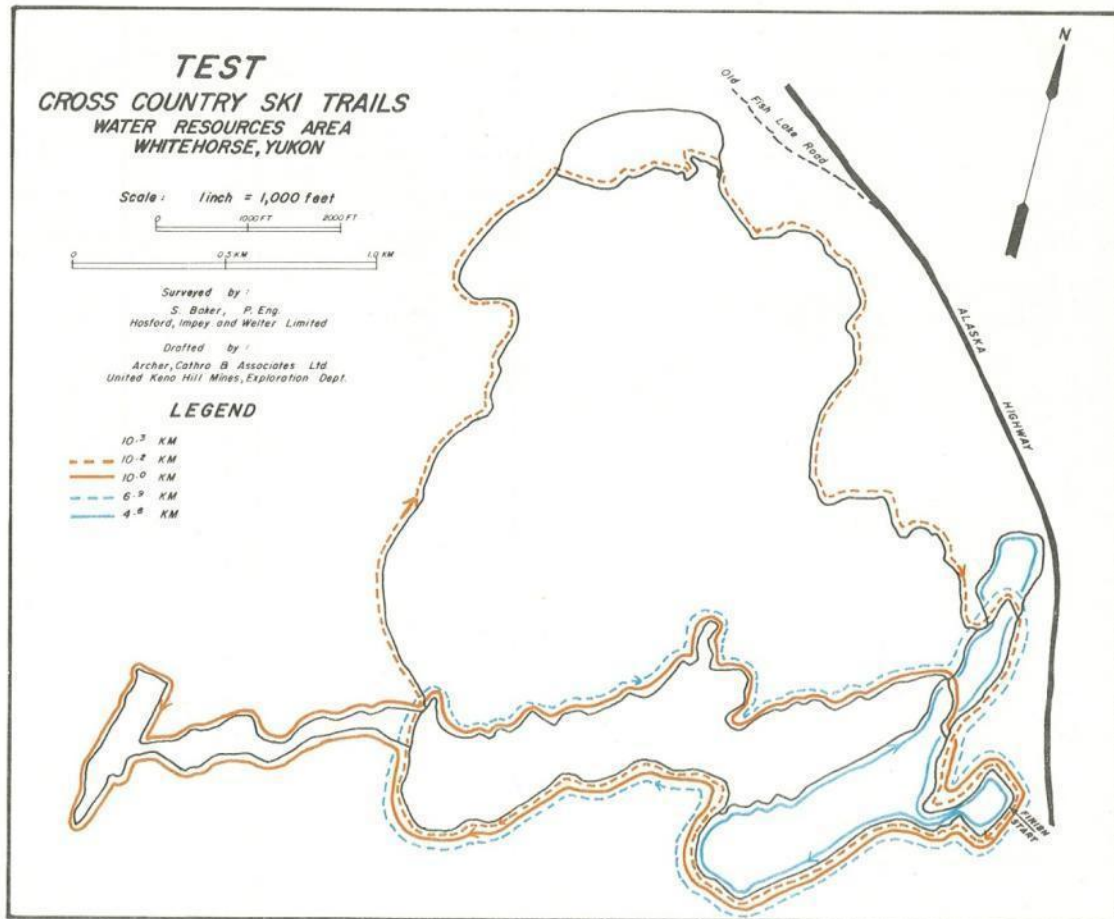 TEST
CROSS COUNTRY SKI TRAILS
WATER RESOURCES AREA
WHITEHORSE, YUKON
Scale : 1 inch = 1,000 feet
0 1000 FT 2000 FT
0 0.5 KM 1.0 KM
Surveyed by :
S. Baker, P. Eng.
Hosford, Impey and Welter Limited
Drafted by :
Archer, Cathro & Associates Ltd.
United Keno Hill Mines, Exploration Dept.
LEGEND
10.3 KM
10.2 KM
10.0 KM
6.9 KM
4.8 KM
N
Old Fish Lake Road
ALASKA HIGHWAY
FINISH
START